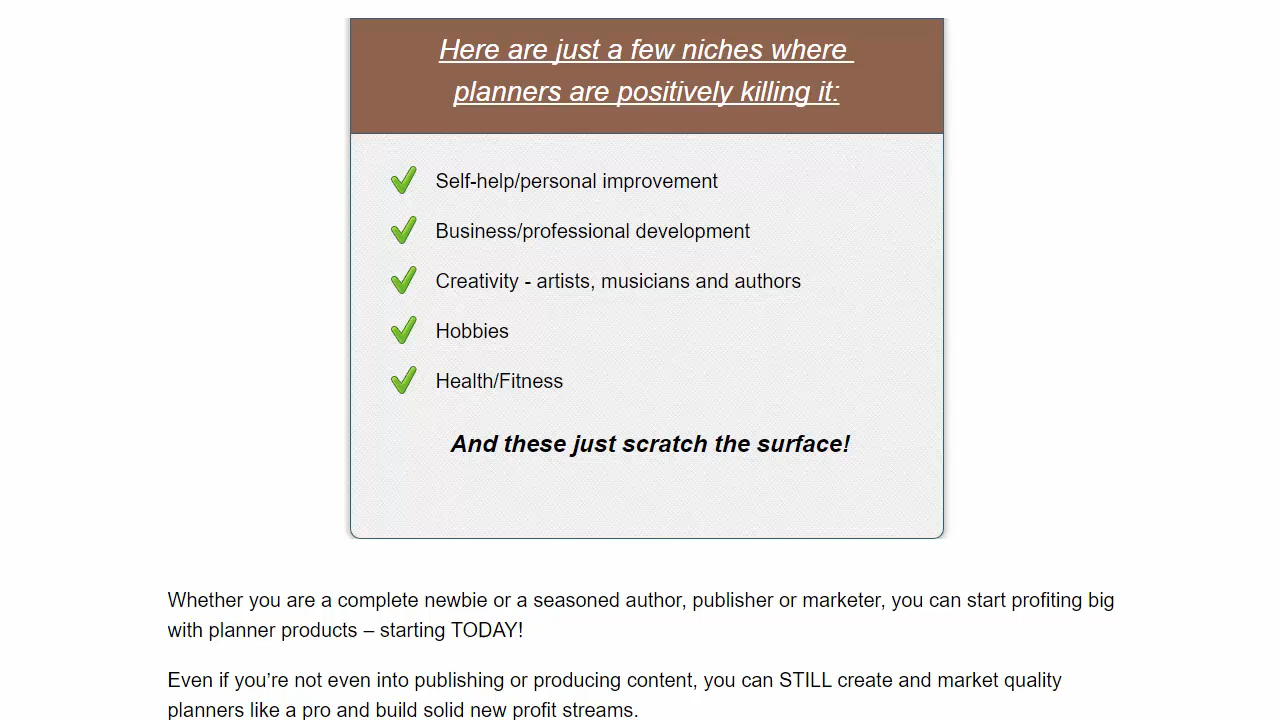 Here are just a few niches where
planners are positively killing it:
Self-help/personal improvement
Business/professional development
Creativity - artists, musicians and authors
Hobbies
Health/Fitness
And these just scratch the surface!
Whether you are a complete newbie or a seasoned author, publisher or marketer, you can start profiting big
with planner products – starting TODAY!
Even if you’re not even into publishing or producing content, you can STILL create and market quality
planners like a pro and build solid new profit streams.